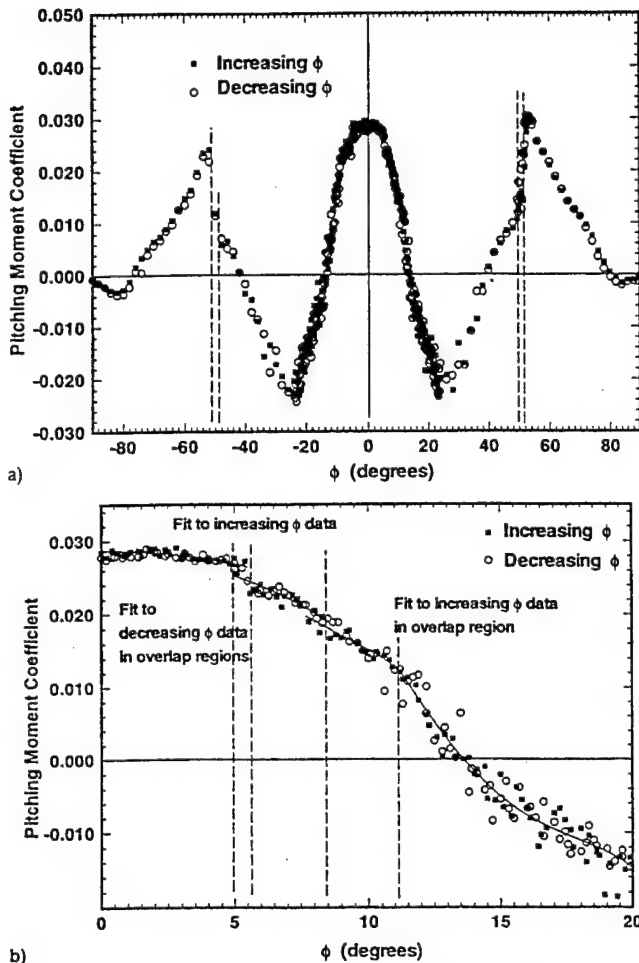 0.050
0.040
0.030
0.020
0.010
0.000
-0.010
-0.020
-0.030
Pitching Moment Coefficient
Increasing ϕ
Decreasing ϕ
-80 -60 -40 -20 0 20 40 60 80
ϕ (degrees)
a)
0.030
0.020
0.010
0.000
-0.010
Pitching Moment Coefficient
Fit to increasing ϕ data
Increasing ϕ
Decreasing ϕ
Fit to
decreasing ϕ data
in overlap regions
Fit to increasing ϕ data
in overlap region
0 5 10 15 20
ϕ (degrees)
b)